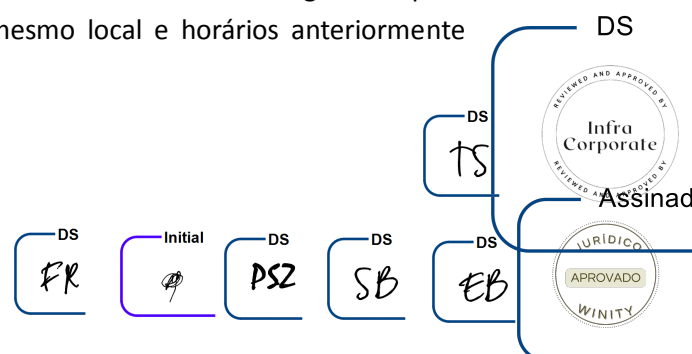 mesmo local e horários anteriormente
DS
REVIEWED AND APPROVED BY
Infra
Corporate
REVIEWED AND APPROVED BY
DS
TS
Assinad
DS
FR
Initial
DS
PSZ
DS
SB
DS
EB
JURÍDICO
APROVADO
WINITY